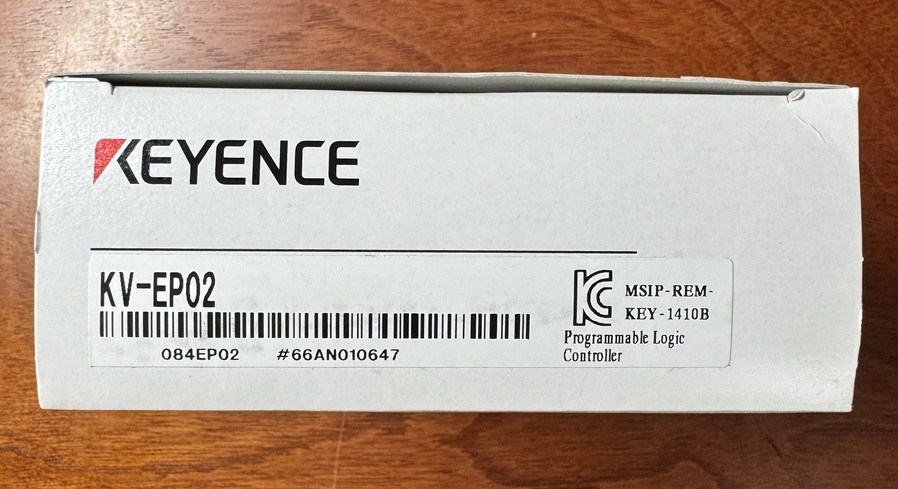 KEYENCE
KV-EP02
084EP02 #66AN010647
MSIP-REM-
KEY-1410B
Programmable Logic
Controller